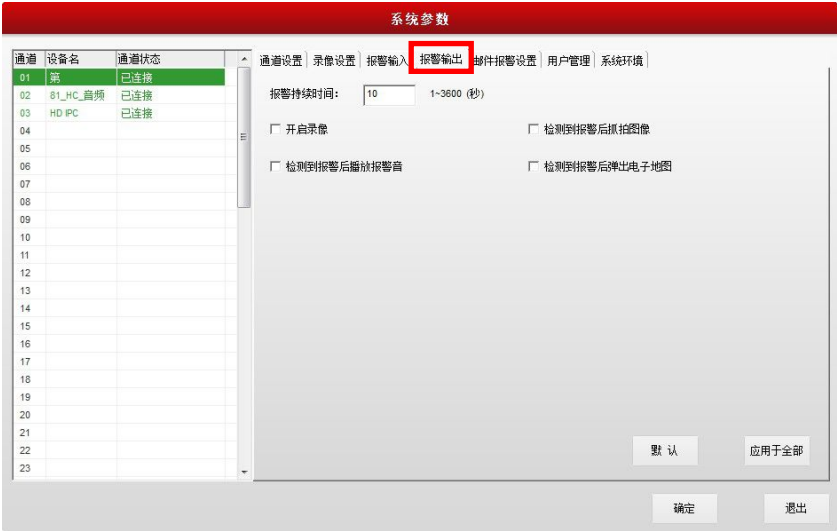 系统参数
通道 设备名 通道状态
通道设置 录像设置 报警输入 报警输出 邮件报警设置 用户管理 系统环境
01 第 已连接
02 81_HC_音频 已连接
03 HD IPC 已连接
04
05
06
07
08
09
10
11
12
13
14
15
16
17
18
19
20
21
22
23
报警持续时间： 10 1~3600 (秒)
开启录像 检测到报警后抓拍图像
检测到报警后播放报警音 检测到报警后弹出电子地图
默 认 应用于全部
确定 退出